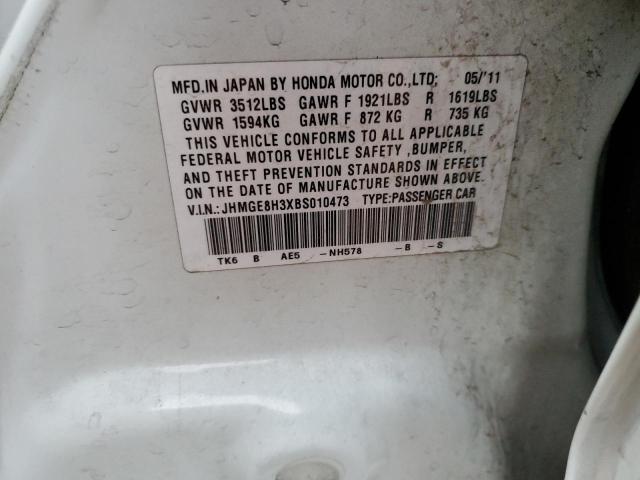 MFD.IN JAPAN BY HONDA MOTOR CO.,LTD; 05/'11
GVWR 3512LBS GAWR F 1921LBS R 1619LBS
GVWR 1594KG GAWR F 872 KG R 735 KG
THIS VEHICLE CONFORMS TO ALL APPLICABLE
FEDERAL MOTOR VEHICLE SAFETY ,BUMPER,
AND THEFT PREVENTION STANDARDS IN EFFECT
ON THE DATE OF MANUFACTURE SHOWN ABOVE.
V.I.N.:JHMGE8H3XBS010473 TYPE:PASSENGER CAR
TK6 B AE5 -NH578 -B -S